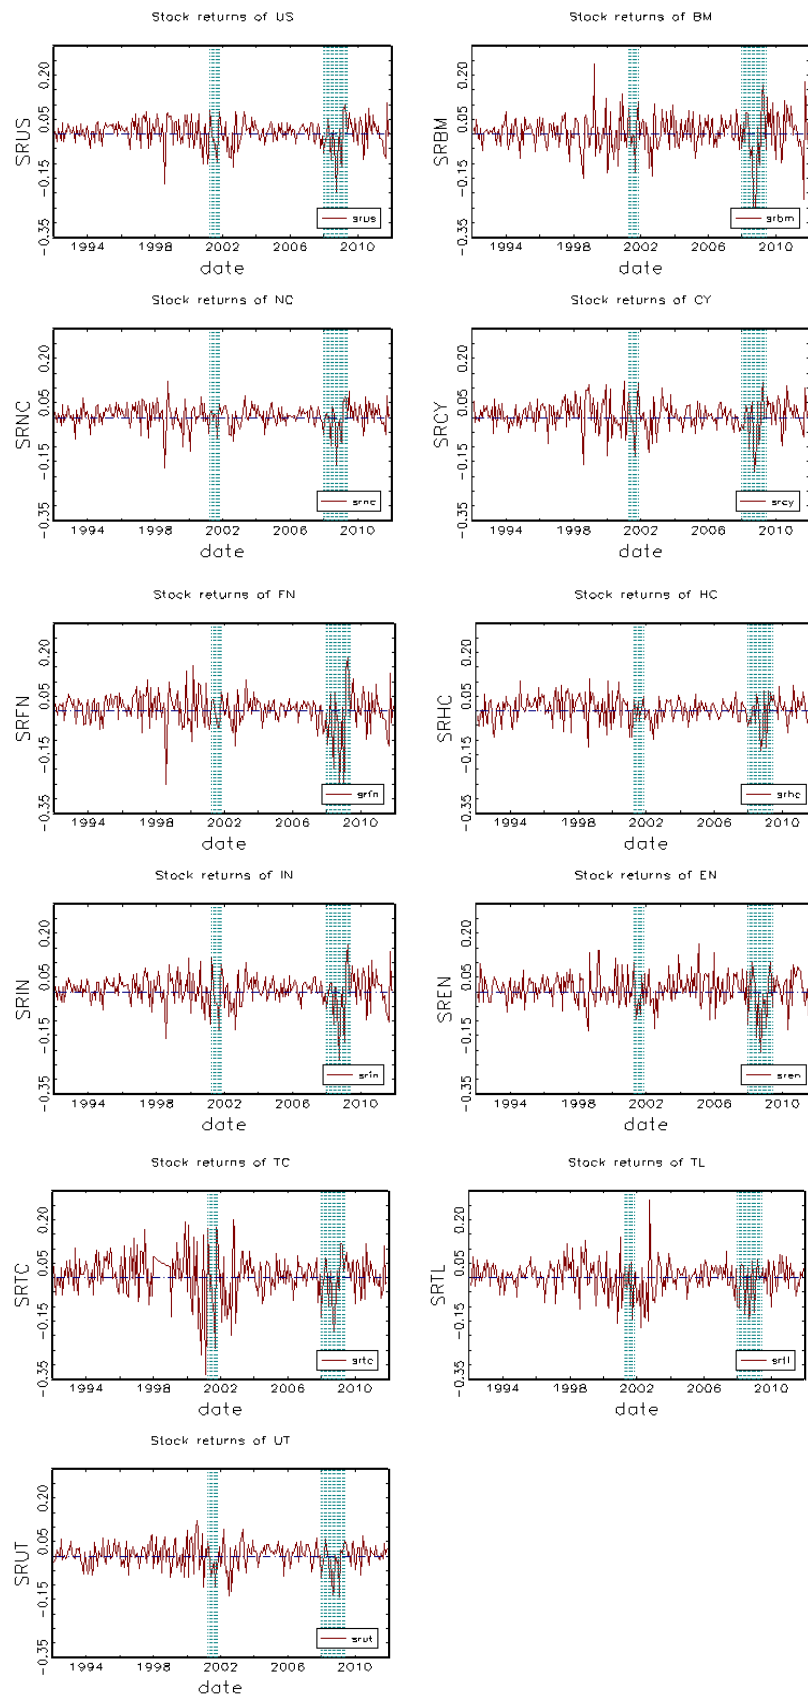 Stock returns of US
SRUS
0.20
0.05
-0.15
-0.35
srus
1994 1998 2002 2006 2010
date
Stock returns of BM
SRBM
0.20
0.05
-0.15
-0.35
srbm
1994 1998 2002 2006 2010
date
Stock returns of NC
SRNC
0.20
0.05
-0.15
-0.35
srnc
1994 1998 2002 2006 2010
date
Stock returns of CY
SRCY
0.20
0.05
-0.15
-0.35
srcy
1994 1998 2002 2006 2010
date
Stock returns of FN
SRFN
0.20
0.05
-0.15
-0.35
srfn
1994 1998 2002 2006 2010
date
Stock returns of HC
SRHC
0.20
0.05
-0.15
-0.35
srhc
1994 1998 2002 2006 2010
date
Stock returns of IN
SRIN
0.20
0.05
-0.15
-0.35
srin
1994 1998 2002 2006 2010
date
Stock returns of EN
SREN
0.20
0.05
-0.15
-0.35
sren
1994 1998 2002 2006 2010
date
Stock returns of TC
SRTC
0.20
0.05
-0.15
-0.35
srtc
1994 1998 2002 2006 2010
date
Stock returns of TL
SRTL
0.20
0.05
-0.15
-0.35
srtl
1994 1998 2002 2006 2010
date
Stock returns of UT
SRUT
0.20
0.05
-0.15
-0.35
srut
1994 1998 2002 2006 2010
date